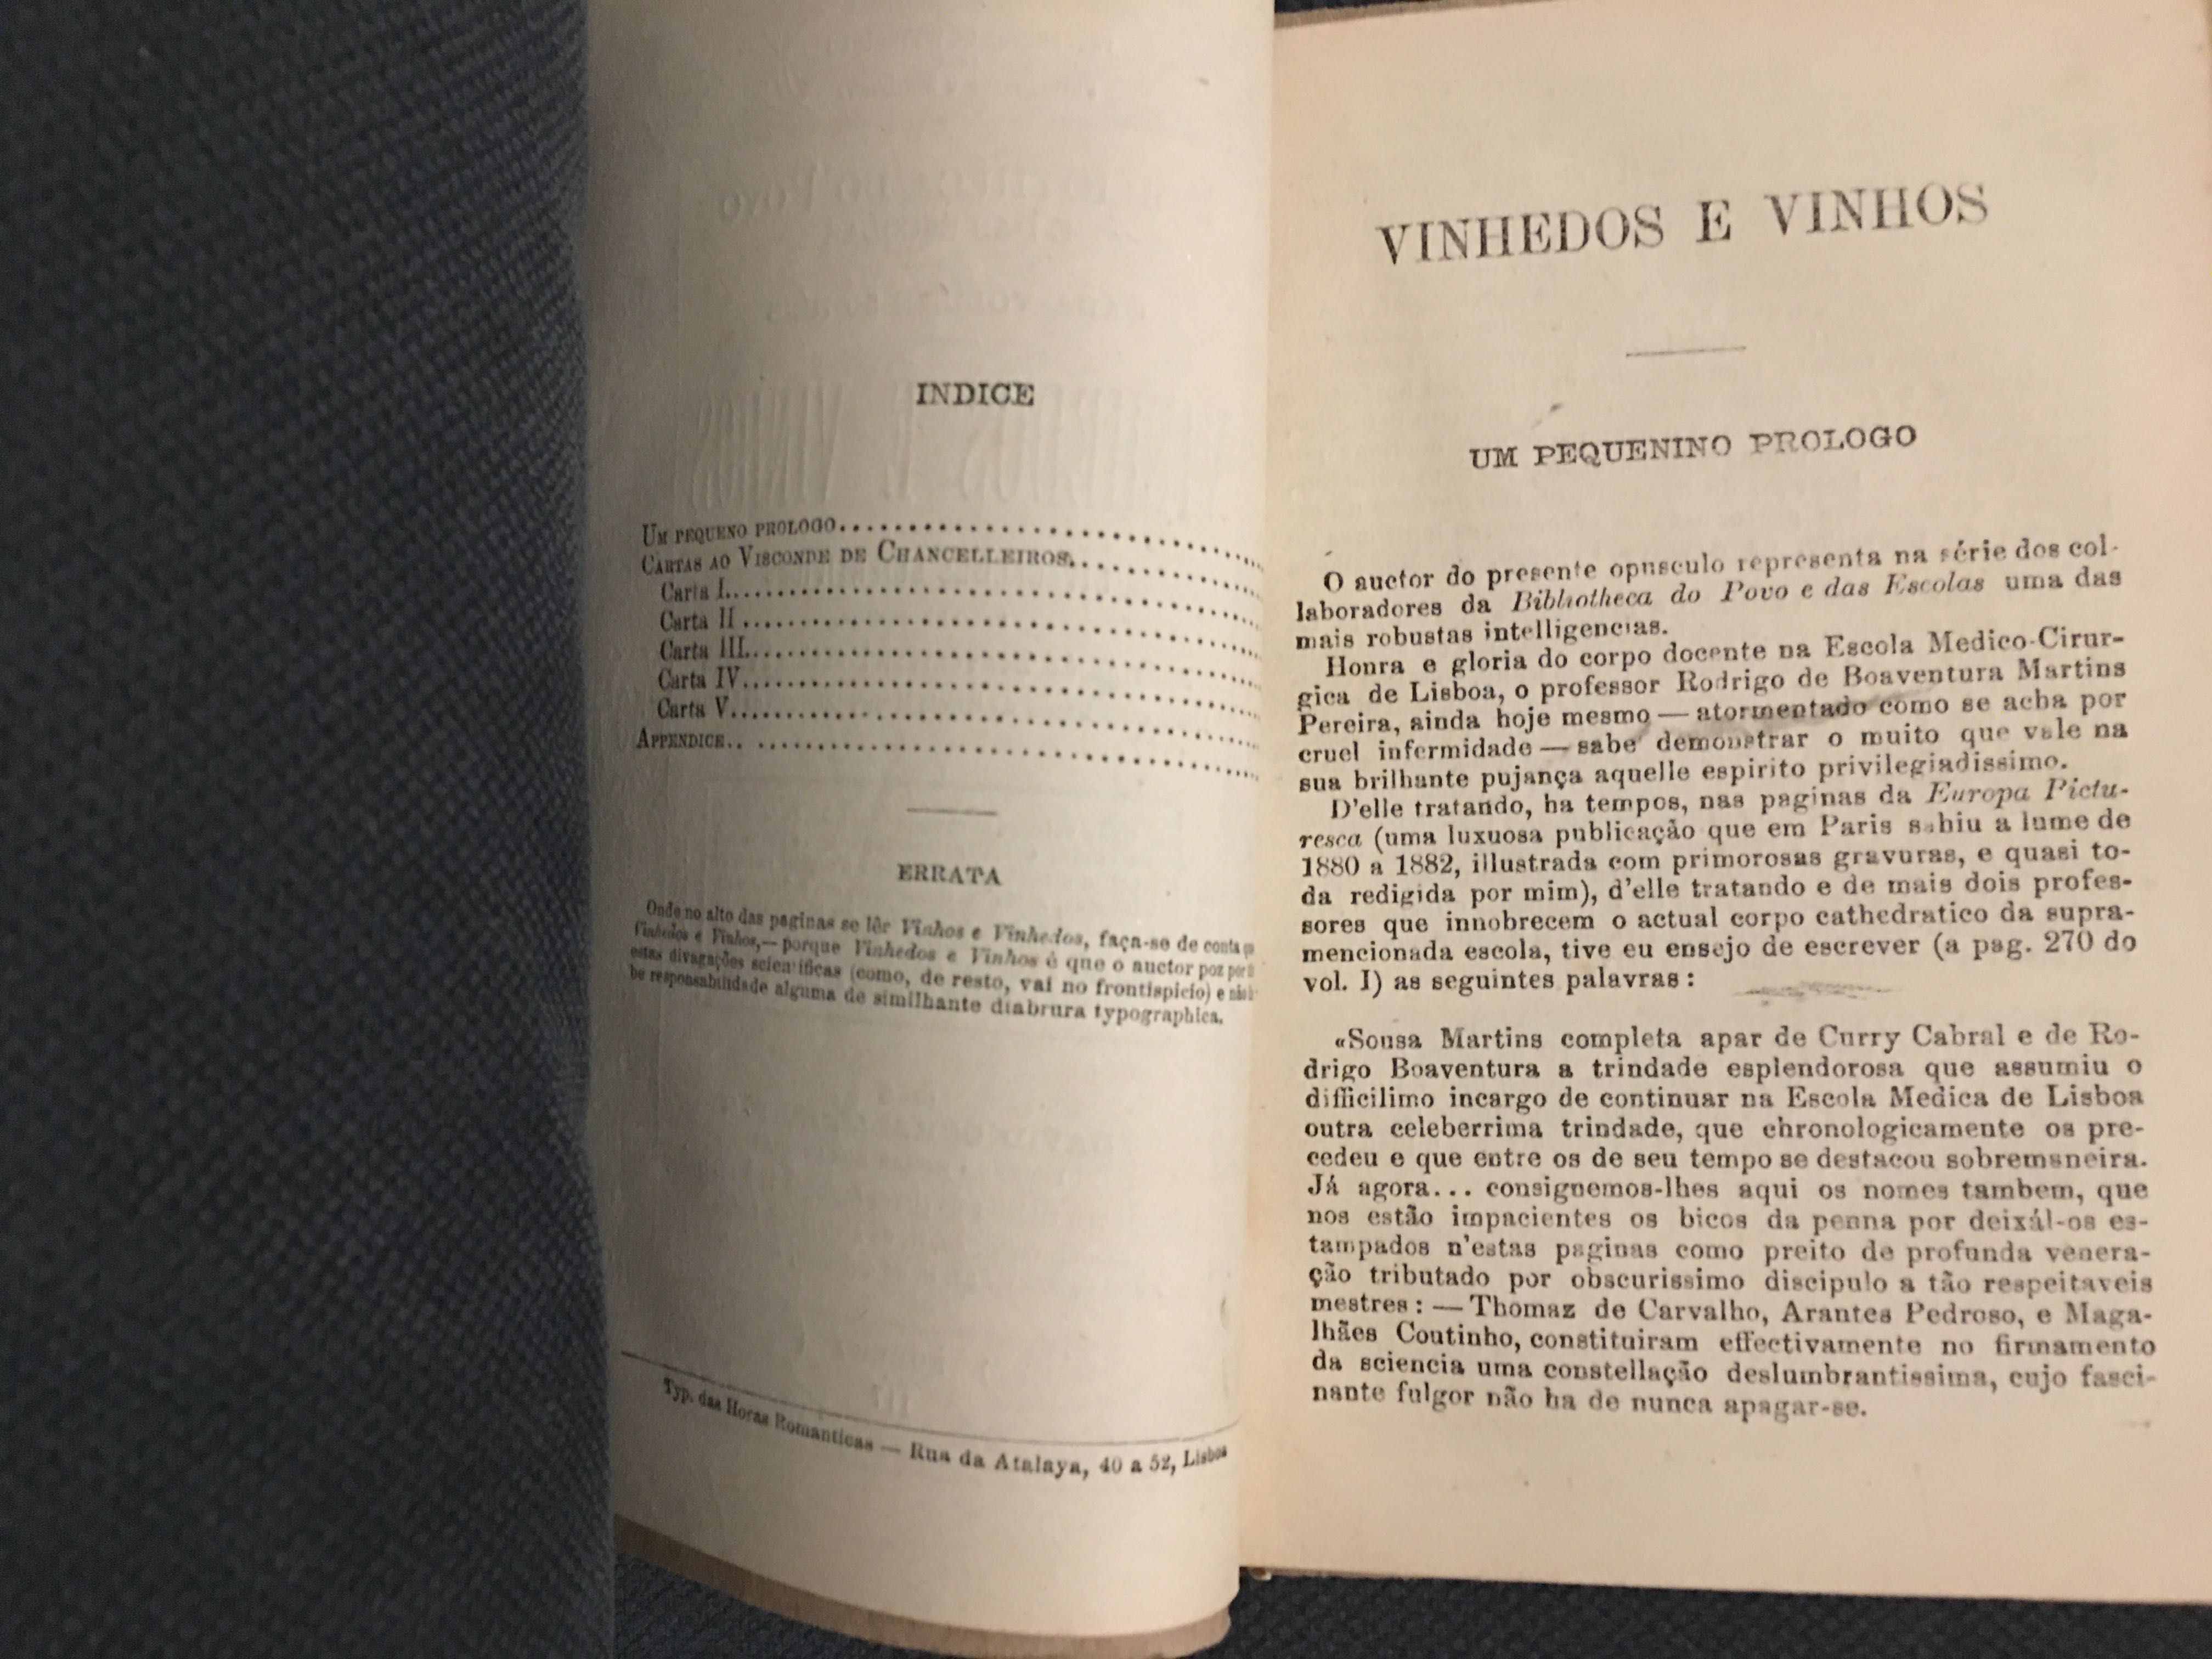 INDICE
UM PEQUENO PROLOGO
CARTAS AO VISCONDE DE CHANCELLEIROS
Carta I
Carta II
Carta III
Carta IV
Carta V
APPENDICE
ERRATA
Onde no alto das paginas se lêr Vinhos e Vinhedos, faça-se de conta
Vinhedos e Vinhos,—porque Vinhedos e Vinhos é que o auctor poz
estas divagações scientificas (como, de resto, vai no frontispicio) e
be responsabilidade alguma de similhante diabrura typographica.
Typ. das Horas Romanticas — Rua da Atalaya, 40 a 52, Lisboa
VINHEDOS E VINHOS
UM PEQUENINO PROLOGO
O auctor do presente opusculo representa na série dos col-
laboradores da Bibliotheca do Povo e das Escolas uma das
mais robustas intelligencias.
Honra e gloria do corpo docente na Escola Medico-Cirur-
gica de Lisboa, o professor Rodrigo de Boaventura Martins
Pereira, ainda hoje mesmo — atormentado como se acha por
cruel infermidade — sabe demonstrar o muito que vale na
sua brilhante pujança aquelle espirito privilegiadissimo.
D'elle tratando, ha tempos, nas paginas da Europa Pictu-
resca (uma luxuosa publicação que em Paris sahiu a lume de
1880 a 1882, illustrada com primorosas gravuras, e quasi to-
da redigida por mim), d'elle tratando e de mais dois profes-
sores que innobrecem o actual corpo cathedratico da supra-
mencionada escola, tive eu ensejo de escrever (a pag. 270 do
vol. I) as seguintes palavras:
«Sousa Martins completa apar de Curry Cabral e de Ro-
drigo Boaventura a trindade esplendorosa que assumiu o
difficilimo incargo de continuar na Escola Medica de Lisboa
outra celeberrima trindade, que chronologicamente os pre-
cedeu e que entre os de seu tempo se destacou sobremaneira.
Já agora... consignemos-lhes aqui os nomes tambem, que
nos estão impacientes os bicos da penna por deixál-os es-
tampados n'estas paginas como preito de profunda venera-
ção tributado por obscurissimo discipulo a tão respeitaveis
mestres: — Thomaz de Carvalho, Arantes Pedroso, e Maga-
lhães Coutinho, constituiram effectivamente no firmamento
da sciencia uma constellação deslumbrantissima, cujo fasci-
nante fulgor não ha de nunca apagar-se.